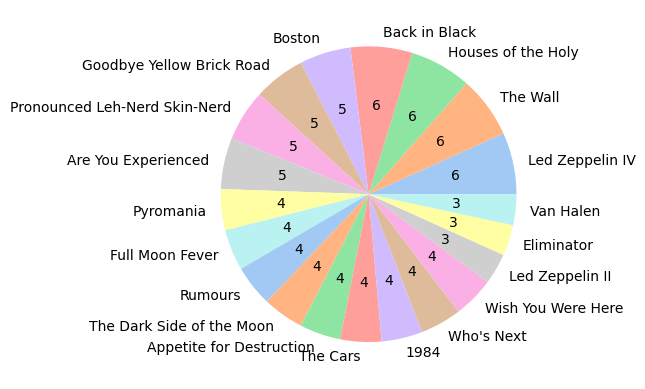 Back in Black
Boston
Houses of the Holy
Goodbye Yellow Brick Road
The Wall
Pronounced Leh-Nerd Skin-Nerd
Are You Experienced
Led Zeppelin IV
Pyromania
Van Halen
Full Moon Fever
Eliminator
Led Zeppelin II
Rumours
Wish You Were Here
The Dark Side of the Moon
Who's Next
Appetite for Destruction
The Cars
1984
6
6
6
6
5
5
5
5
4
4
4
4
4
4
4
4
4
3
3
3